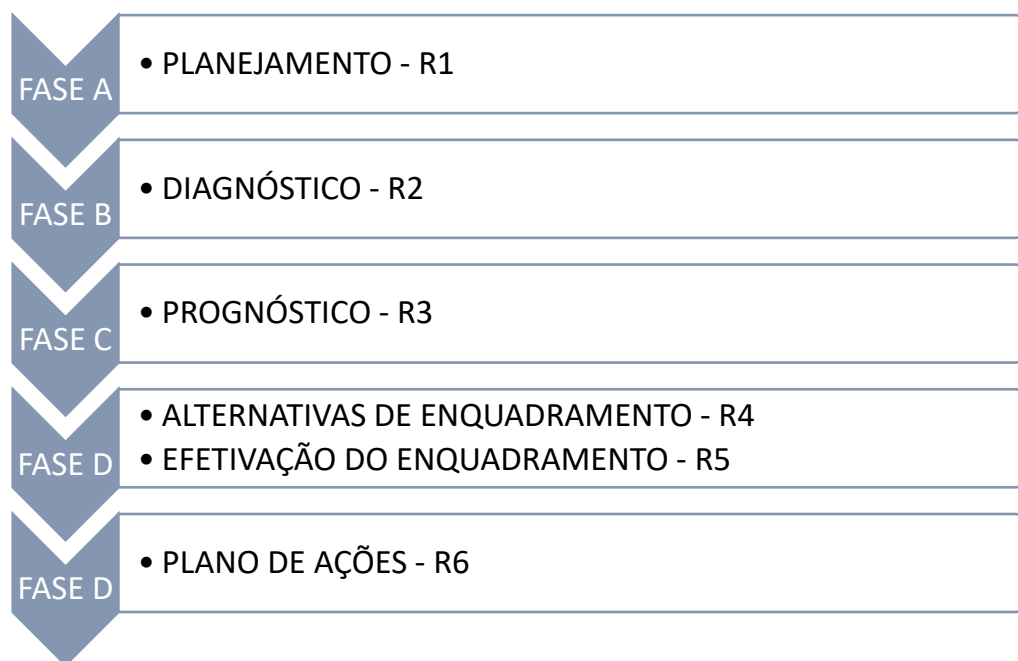 FASE A
• PLANEJAMENTO - R1
FASE B
• DIAGNÓSTICO - R2
FASE C
• PROGNÓSTICO - R3
FASE D
• ALTERNATIVAS DE ENQUADRAMENTO - R4
• EFETIVAÇÃO DO ENQUADRAMENTO - R5
FASE D
• PLANO DE AÇÕES - R6